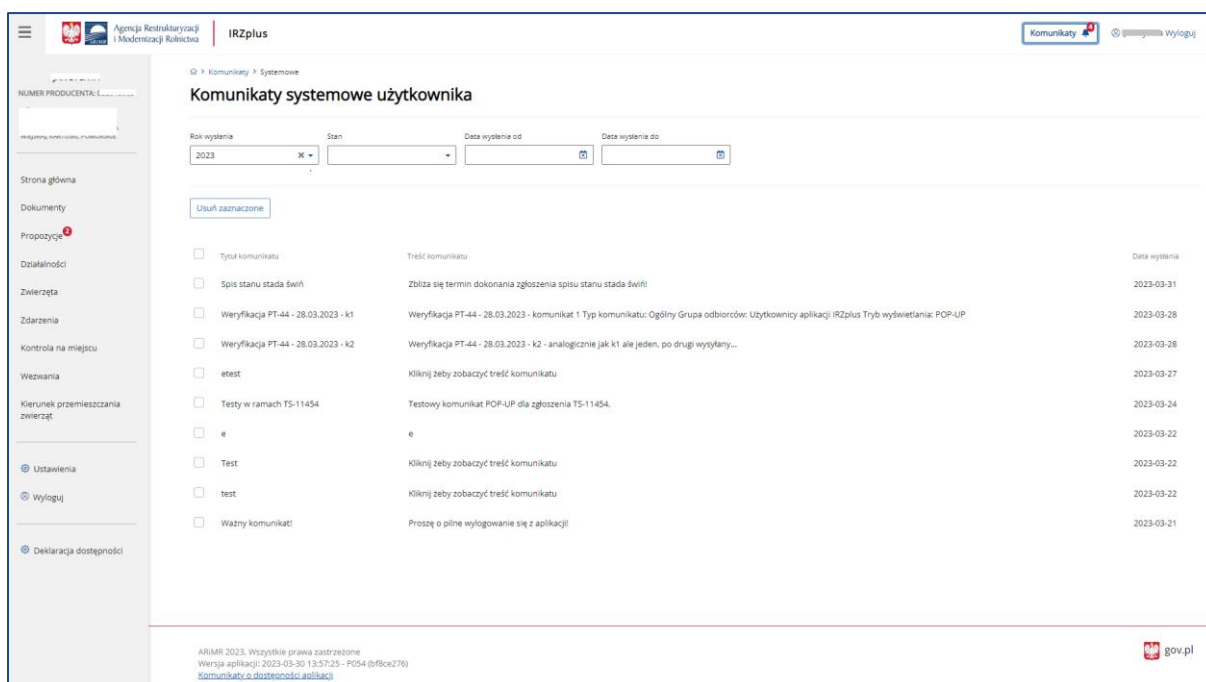 Agencja Restrukturyzacji
i Modernizacji Rolnictwa
IRZplus
Komunikaty 4
Wyloguj
NUMER PRODUCENTA:
Komunikaty > Systemowe
Komunikaty systemowe użytkownika
Rok wysłania Stan Data wysłania od Data wysłania do
2023
Usuń zaznaczone
Tytuł komunikatu Treść komunikatu Data wysłania
Spis stanu stada świń Zbliża się termin dokonania zgłoszenia spisu stanu stada świń! 2023-03-31
Weryfikacja PT-44 - 28.03.2023 - k1 Weryfikacja PT-44 - 28.03.2023 - komunikat 1 Typ komunikatu: Ogólny Grupa odbiorców: Użytkownicy aplikacji IRZplus Tryb wyświetlania: POP-UP 2023-03-28
Weryfikacja PT-44 - 28.03.2023 - k2 Weryfikacja PT-44 - 28.03.2023 - k2 - analogicznie jak k1 ale jeden, po drugi wysyłany... 2023-03-28
etest Kliknij żeby zobaczyć treść komunikatu 2023-03-27
Testy w ramach TS-11454 Testowy komunikat POP-UP dla zgłoszenia TS-11454. 2023-03-24
e e 2023-03-22
Test Kliknij żeby zobaczyć treść komunikatu 2023-03-22
test Kliknij żeby zobaczyć treść komunikatu 2023-03-22
Ważny komunikat! Proszę o pilne wylogowanie się z aplikacji! 2023-03-21
Strona główna
Dokumenty
Propozycje 2
Działalności
Zwierzęta
Zdarzenia
Kontrola na miejscu
Wezwania
Kierunek przemieszczania
zwierząt
Ustawienia
Wyloguj
Deklaracja dostępności
ARiMR 2023. Wszystkie prawa zastrzeżone
Wersja aplikacji: 2023-03-30 13:57:25 - P054 (bf8ce276)
Komunikaty o dostępności aplikacji
gov.pl